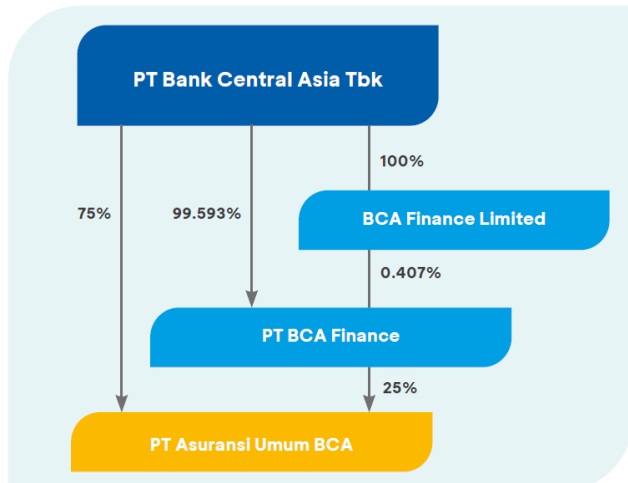 PT Bank Central Asia Tbk
100%
75%
99.593%
BCA Finance Limited
0.407%
PT BCA Finance
25%
PT Asuransi Umum BCA